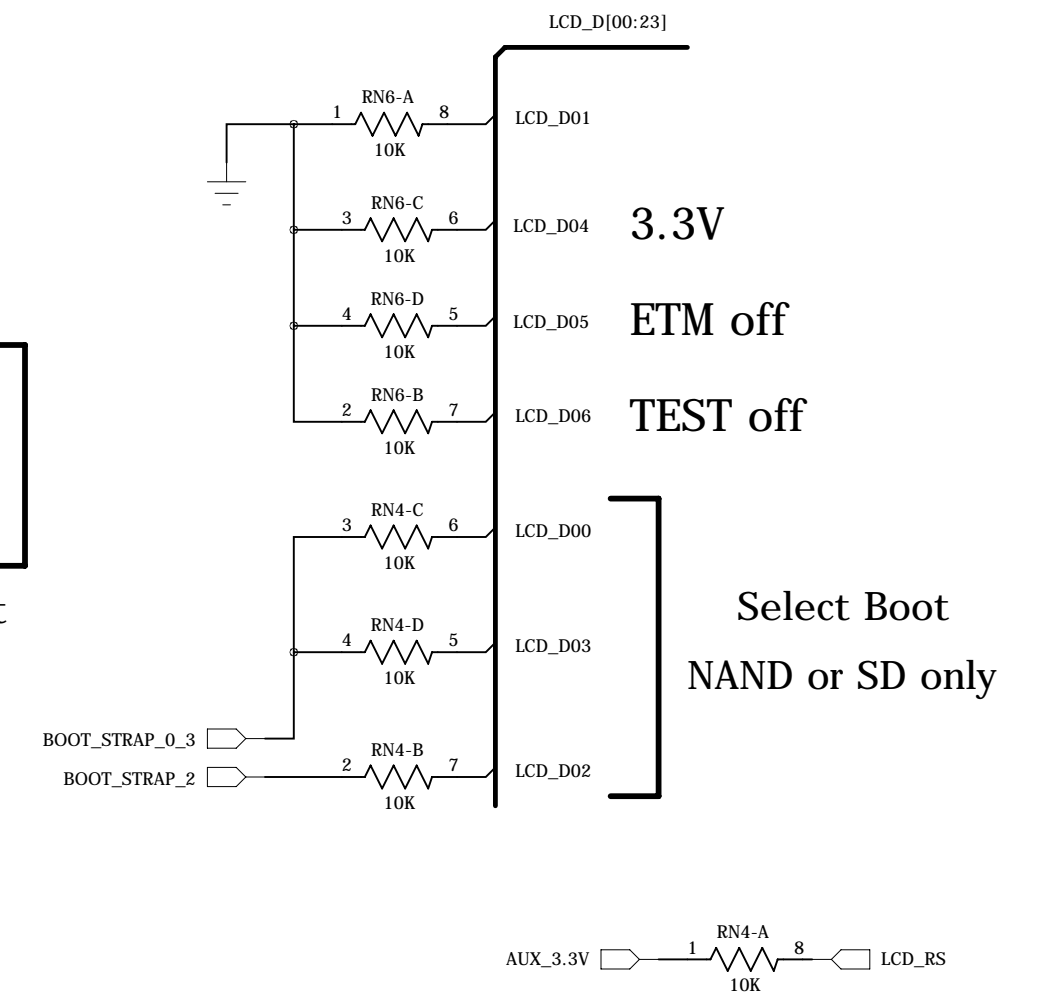 LCD_D[00:23]
RN6-A
1 8 LCD_D01
10K
RN6-C
3 6 LCD_D04 3.3V
10K
RN6-D
4 5 LCD_D05 ETM off
10K
RN6-B
2 7 LCD_D06 TEST off
10K
RN4-C
3 6 LCD_D00
10K
Select Boot
RN4-D
4 5 LCD_D03
10K
NAND or SD only
BOOT_STRAP_0_3
RN4-B
BOOT_STRAP_2 2 7 LCD_D02
10K
RN4-A
AUX_3.3V 1 8 LCD_RS
10K